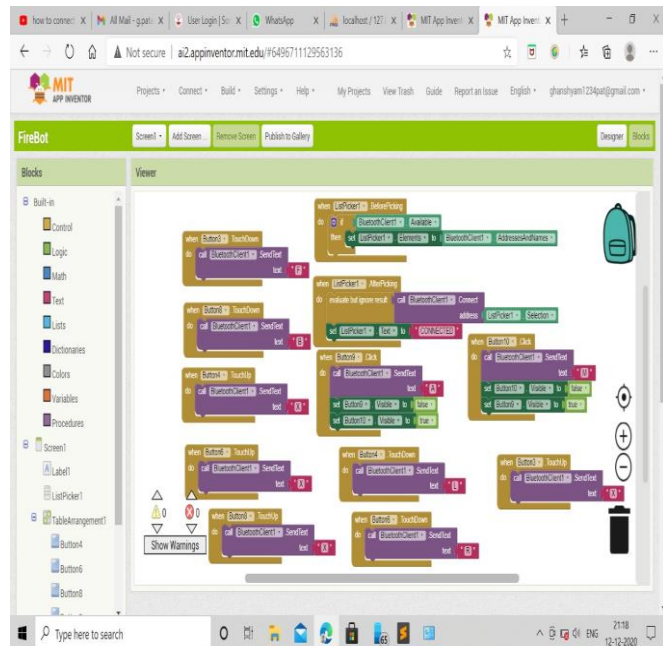 how to connect
All Mail - g.pat
User Login | So
WhatsApp
localhost / 127
MIT App Invent
MIT App Invent
Not secure | ai2.appinventor.mit.edu/#6496711129563136
MIT
APP INVENTOR
Projects
Connect
Build
Settings
Help
My Projects
View Trash
Guide
Report an Issue
English
ghanshyam1234pat@gmail.com
FireBot
Screen1
Add Screen ...
Remove Screen
Publish to Gallery
Designer
Blocks
Blocks
Viewer
Built-in
Control
Logic
Math
Text
Lists
Dictionaries
Colors
Variables
Procedures
Screen1
Label1
ListPicker1
TableArrangement1
Button4
Button6
Button8
when ListPicker1 BeforePicking
do if BluetoothClient1 Available
then set ListPicker1 Elements to BluetoothClient1 AddressesAndNames
when Button3 TouchDown
do call BluetoothClient1 SendText
text "F"
when ListPicker1 AfterPicking
do evaluate but ignore result call BluetoothClient1 Connect
address ListPicker1 Selection
set ListPicker1 Text to "CONNECTED"
when Button8 TouchDown
do call BluetoothClient1 SendText
text "B"
when Button9 Click
do call BluetoothClient1 SendText
text "A"
set Button9 Visible to false
set Button10 Visible to true
when Button10 Click
do call BluetoothClient1 SendText
text "U"
set Button10 Visible to false
set Button9 Visible to true
when Button4 TouchUp
do call BluetoothClient1 SendText
text "X"
when Button6 TouchUp
do call BluetoothClient1 SendText
text "X"
when Button4 TouchDown
do call BluetoothClient1 SendText
text "L"
when Button3 TouchUp
do call BluetoothClient1 SendText
text "X"
when Button8 TouchUp
do call BluetoothClient1 SendText
text "X"
when Button6 TouchDown
do call BluetoothClient1 SendText
text "R"
0
0
Show Warnings
Type here to search
65
ENG
21:18
12-12-2020